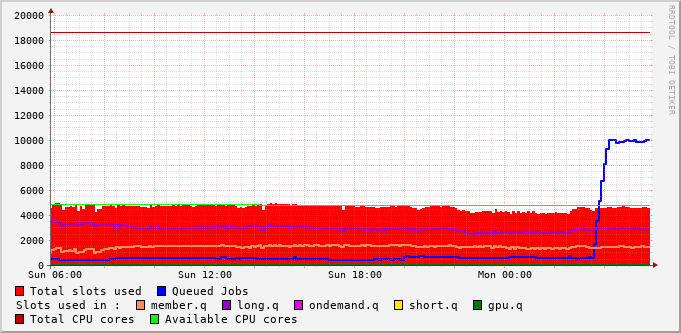 20000
18000
16000
14000
12000
10000
8000
6000
4000
2000
0
Sun 06:00 Sun 12:00 Sun 18:00 Mon 00:00
Total slots used Queued Jobs
Slots used in : member.q long.q ondemand.q short.q gpu.q
Total CPU cores Available CPU cores
RRDTOOL / TOBI OETIKER